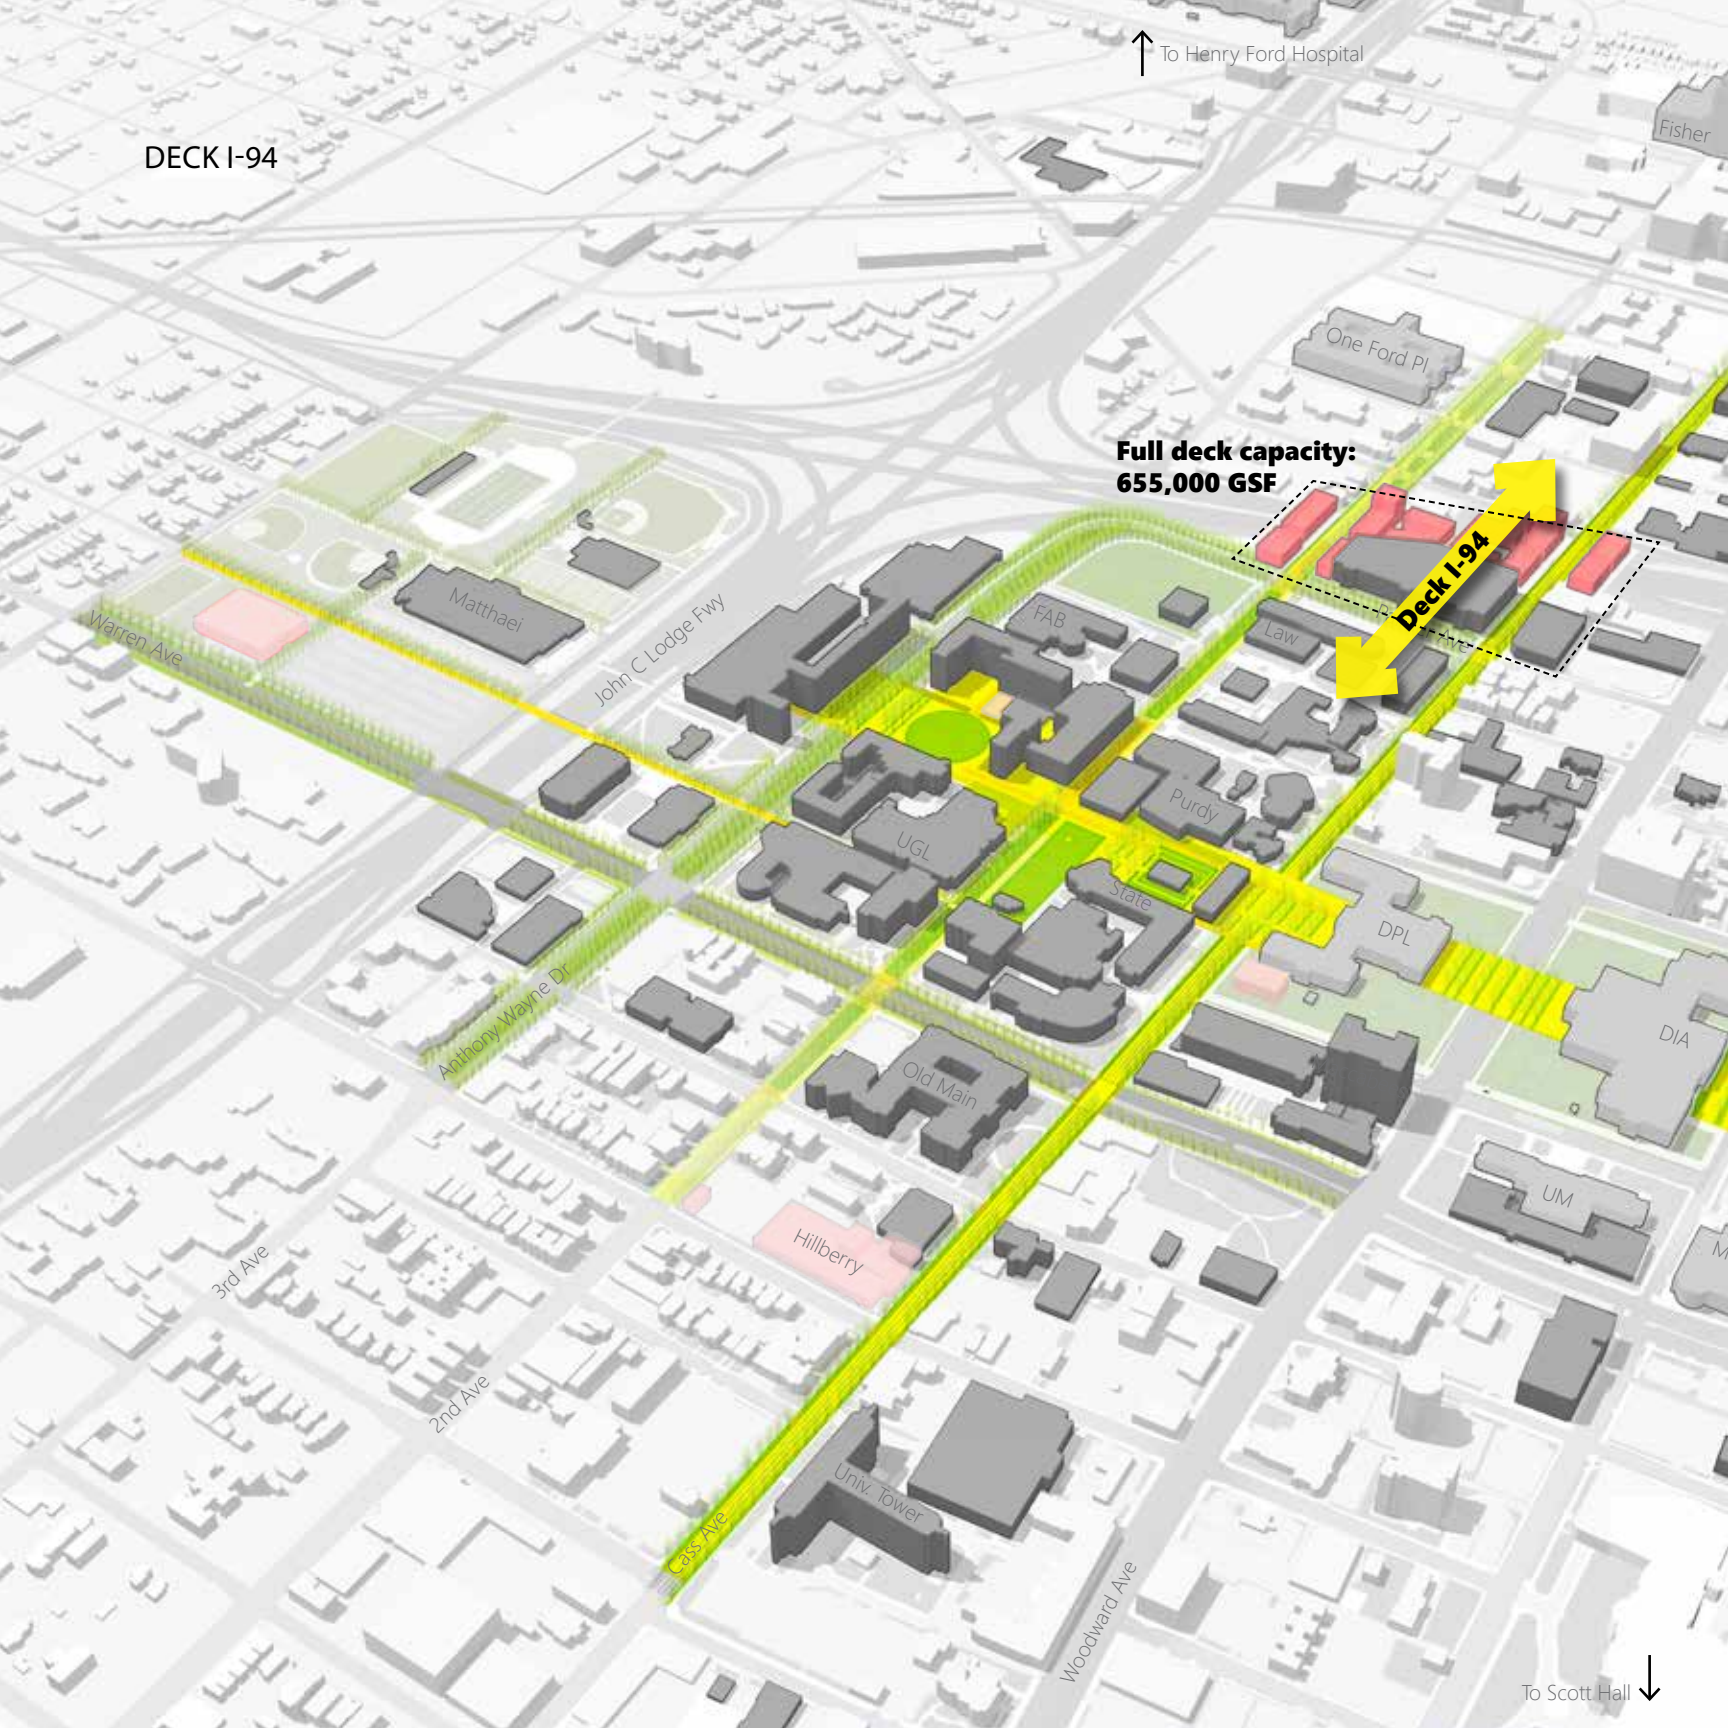 To Henry Ford Hospital
Fisher
DECK I-94
One Ford Pl
Full deck capacity:
655,000 GSF
Deck I-94
Matthaei
FAB
Law
Warren Ave
John C Lodge Fwy
Purdy
UGL
State
DPL
Anthony Wayne Dr
DIA
Old Main
UM
Hillberry
3rd Ave
2nd Ave
Univ. Tower
Cass Ave
Woodward Ave
To Scott Hall